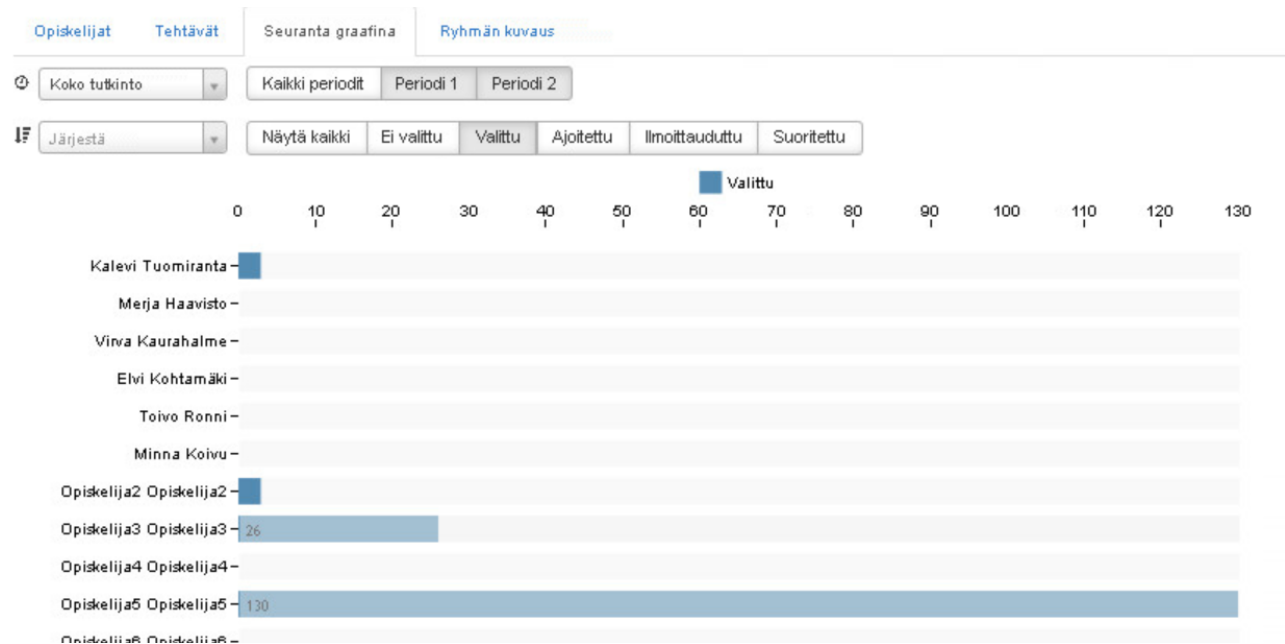 Opiskelijat Tehtävät Seuranta graafina Ryhmän kuvaus
Koko tutkinto Kaikki periodit Periodi 1 Periodi 2
Järjestä Näytä kaikki Ei valittu Valittu Ajoitettu Ilmoittauduttu Suoritettu
Valittu
0 10 20 30 40 50 60 70 80 90 100 110 120 130
Kalevi Tuomiranta
Merja Haavisto
Virva Kaurahalme
Elvi Kohtamäki
Toivo Ronni
Minna Koivu
Opiskelija2 Opiskelija2
Opiskelija3 Opiskelija3 26
Opiskelija4 Opiskelija4
Opiskelija5 Opiskelija5 130
Opiskelija6 Opiskelija6